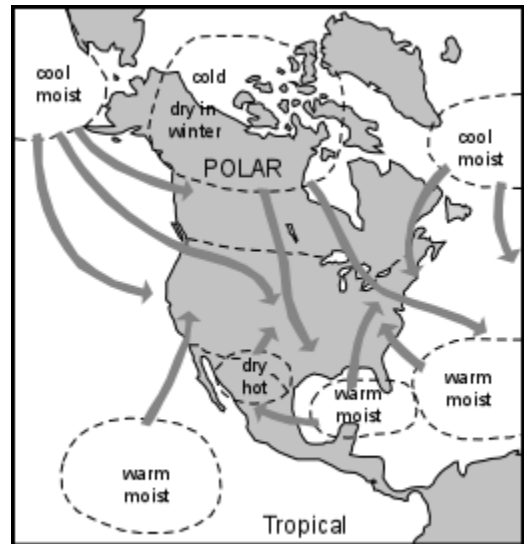 cool
moist
cold
dry in
winter
POLAR
cool
moist
dry
hot
warm
moist
warm
moist
warm
moist
Tropical